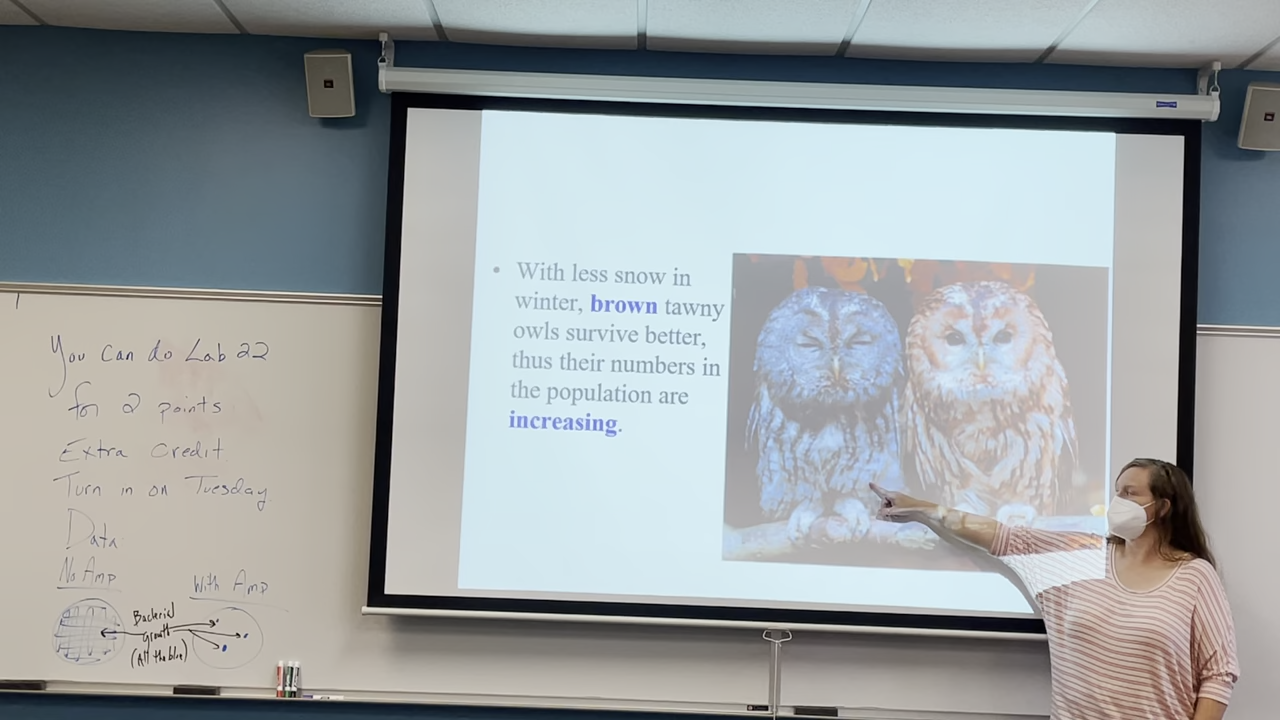 You can do Lab 22
for 2 points
Extra Credit
Turn in on Tuesday
Data
No Amp
With Amp
Bacterial
Growth
(All the blue)
• With less snow in
winter, brown tawny
owls survive better,
thus their numbers in
the population are
increasing.